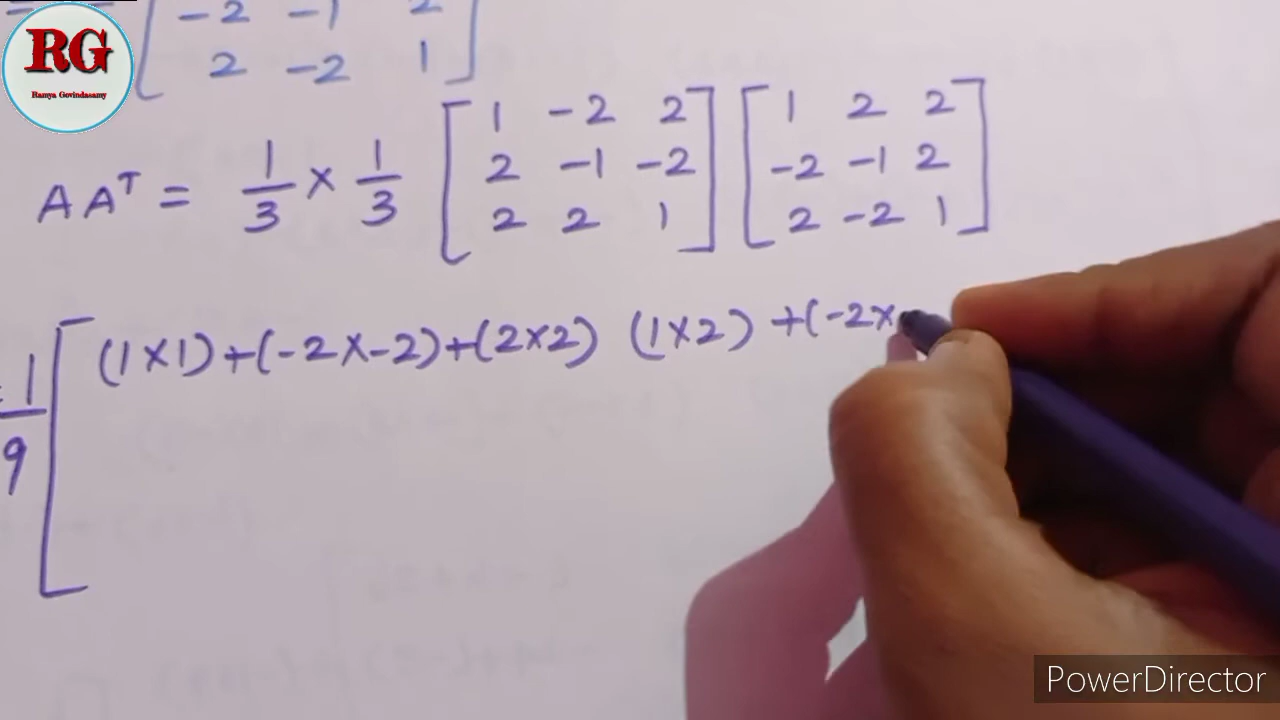 RG
Ramya Govindasamy
-2 -1 2
2 -2 1
AAᵀ = 1/3 × 1/3 [1 -2 2] [1 2 2]
[2 -1 -2] [-2 -1 2]
[2 2 1] [2 -2 1]
1/9 [(1×1)+(-2×-2)+(2×2) (1×2) +(-2×
PowerDirector